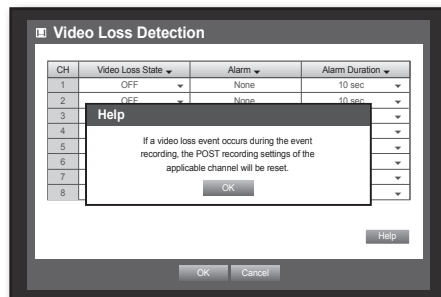 Video Loss Detection
CH Video Loss State Alarm Alarm Duration
1 OFF None 10 sec
2 OFF None 10 sec
3
4
5
6
7
8
Help
If a video loss event occurs during the event
recording, the POST recording settings of the
applicable channel will be reset.
OK
Help
OK Cancel